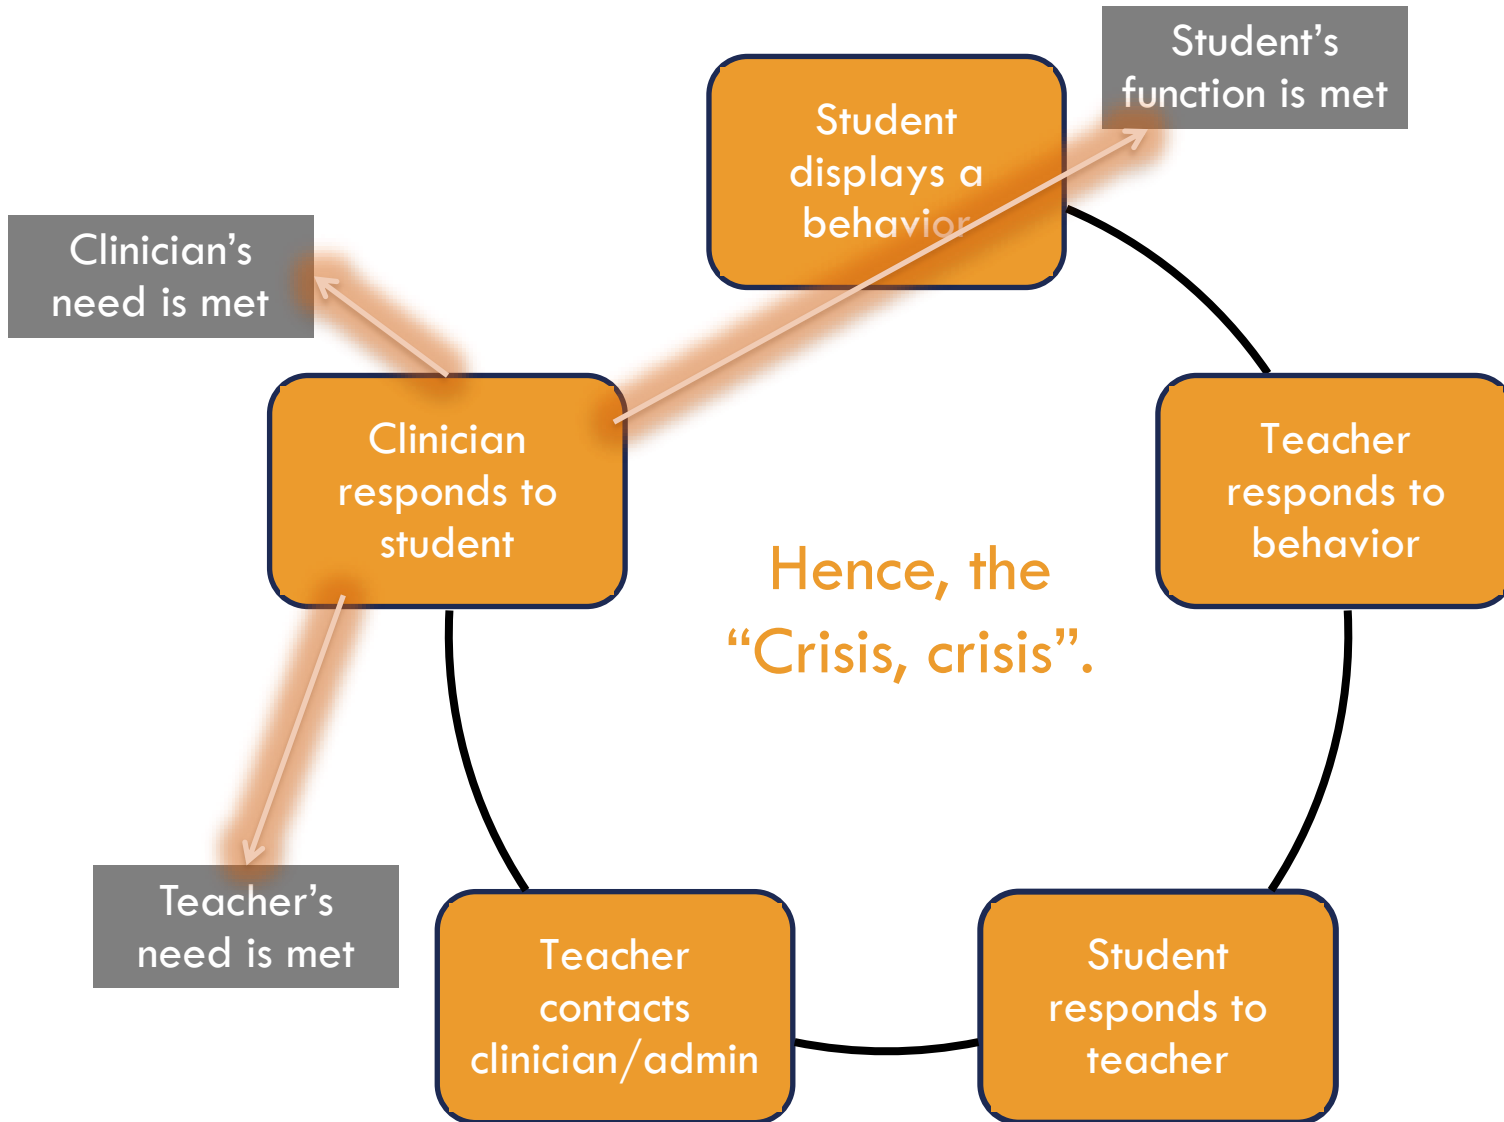 Student's
function is met
Student
displays a
behavior
Clinician's
need is met
Clinician
responds to
student
Teacher
responds to
behavior
Hence, the
“Crisis, crisis”.
Teacher's
need is met
Teacher
contacts
clinician/admin
Student
responds to
teacher